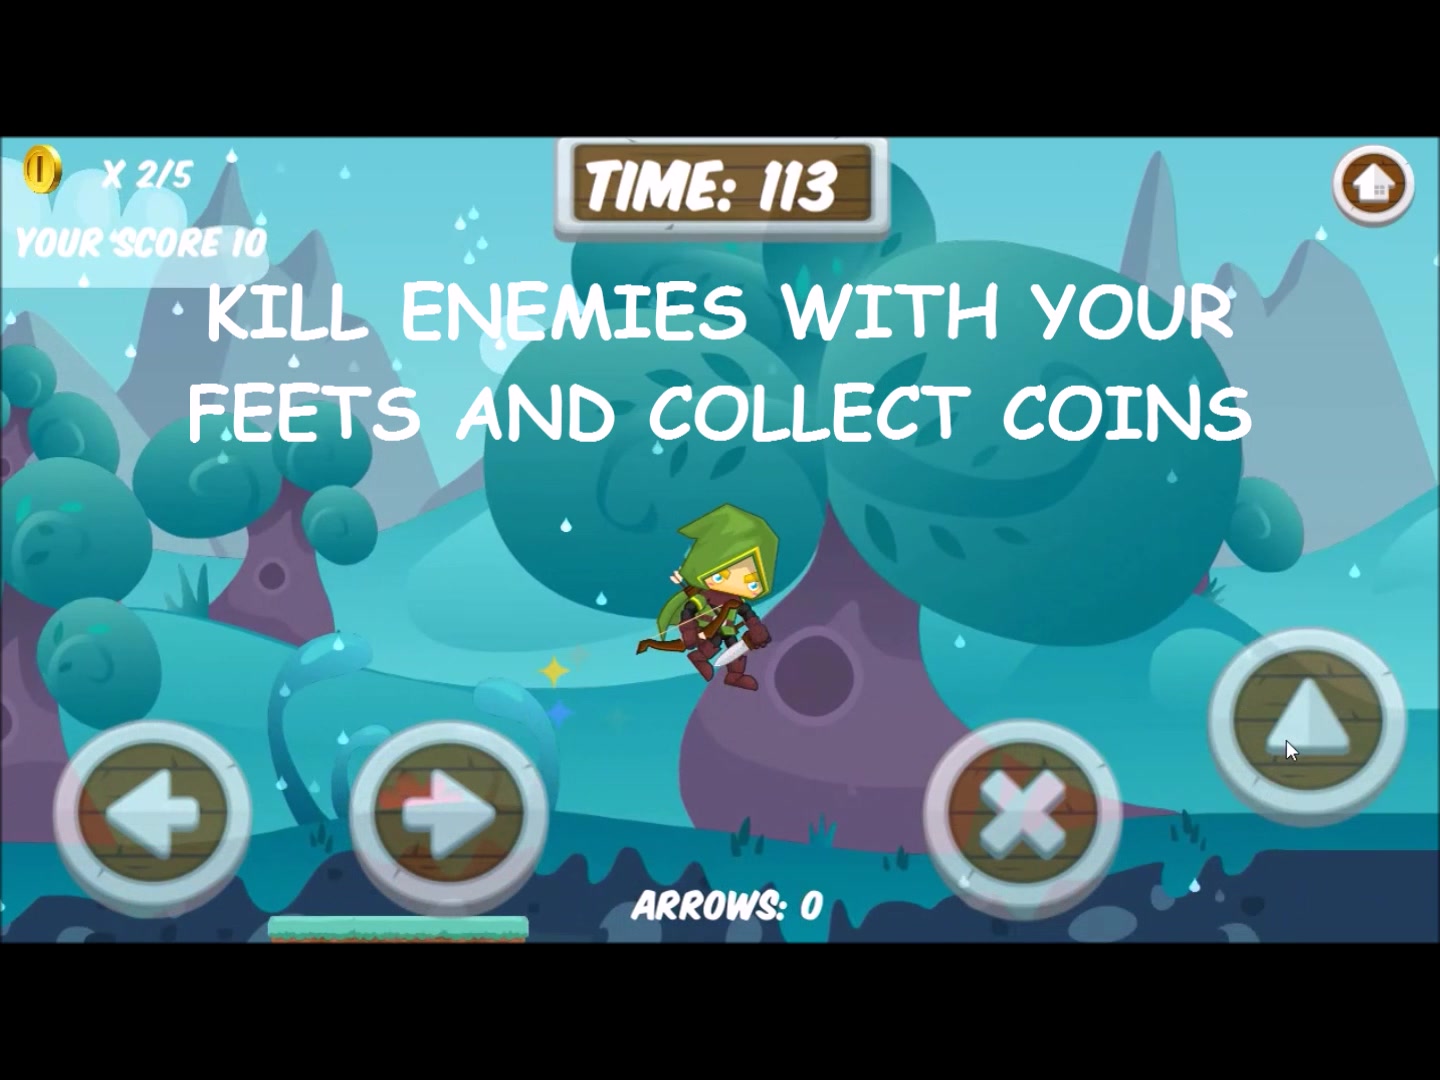 X 2/5
TIME: 113
YOUR SCORE 10
KILL ENEMIES WITH YOUR
FEETS AND COLLECT COINS
ARROWS: 0